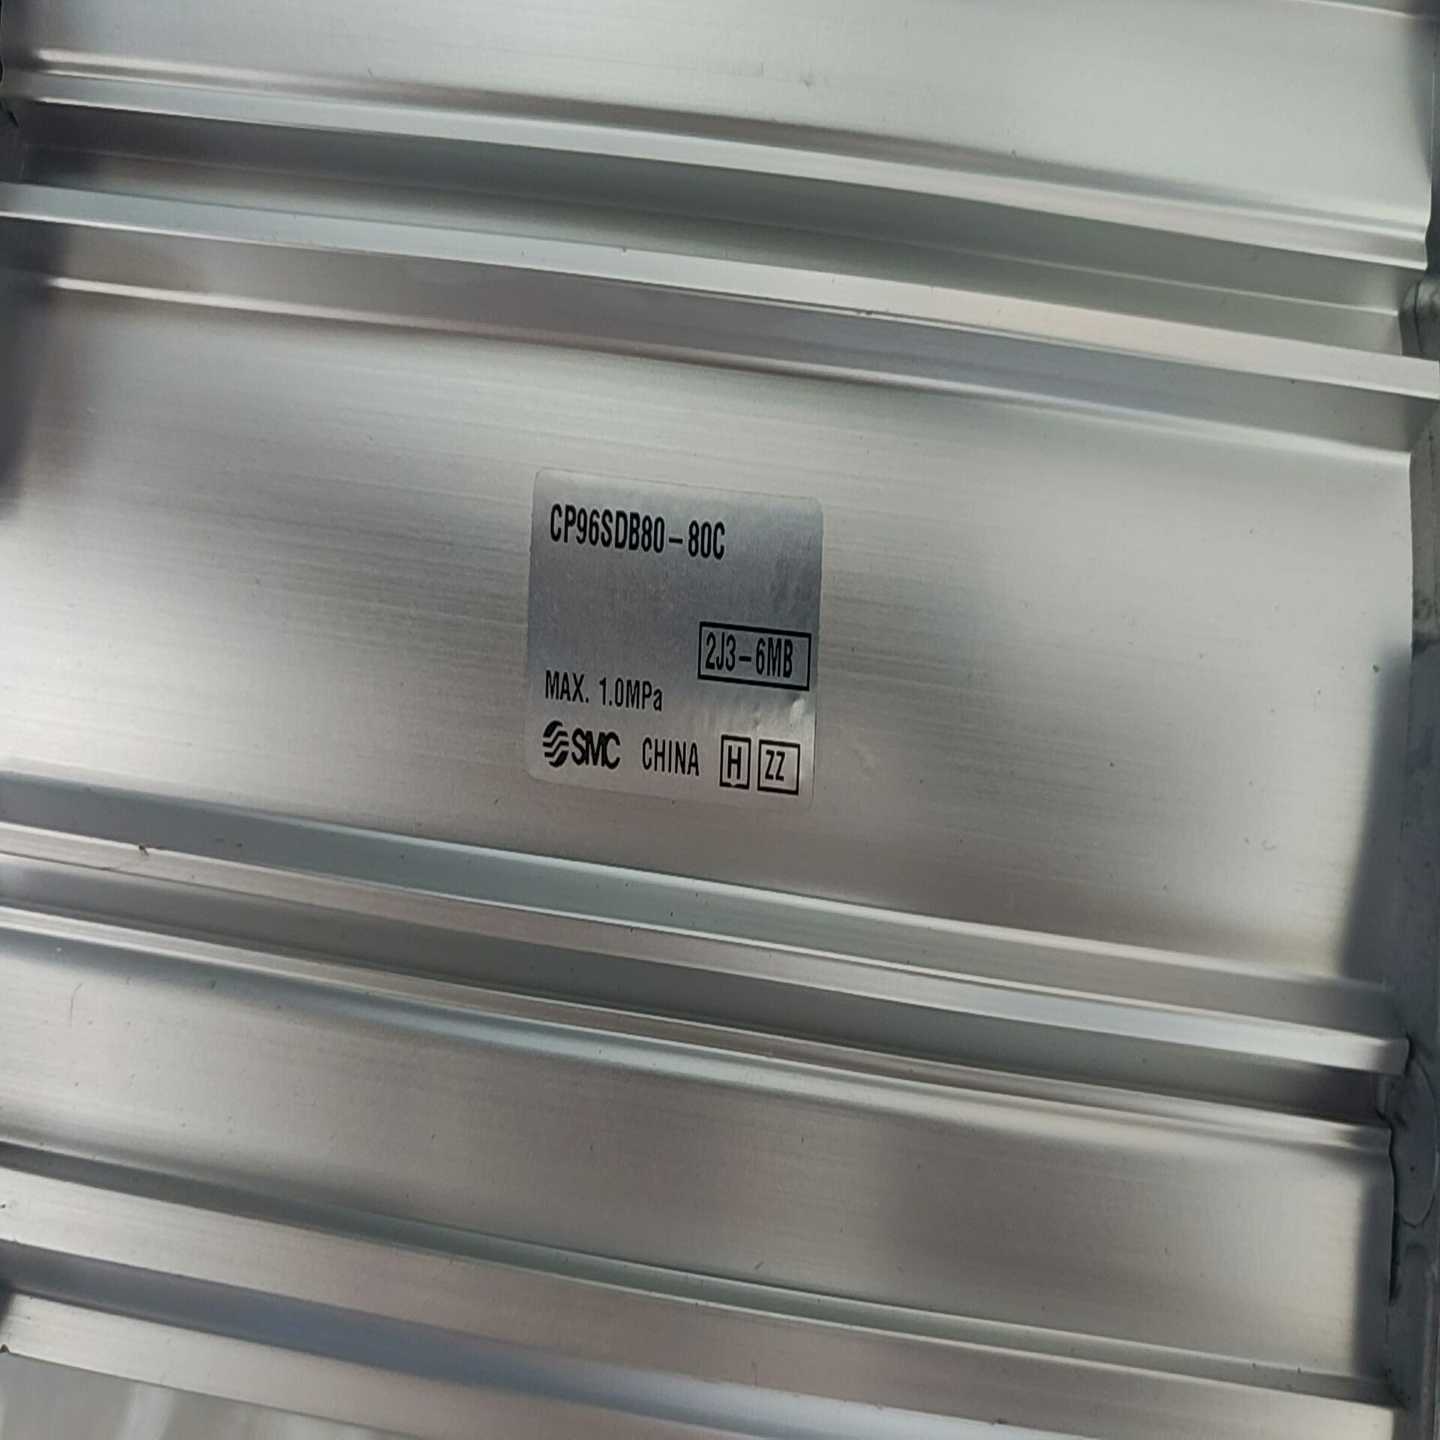 CP96SDB80-80C
2J3-6MB
MAX. 1.0MPa
SMC CHINA H ZZ